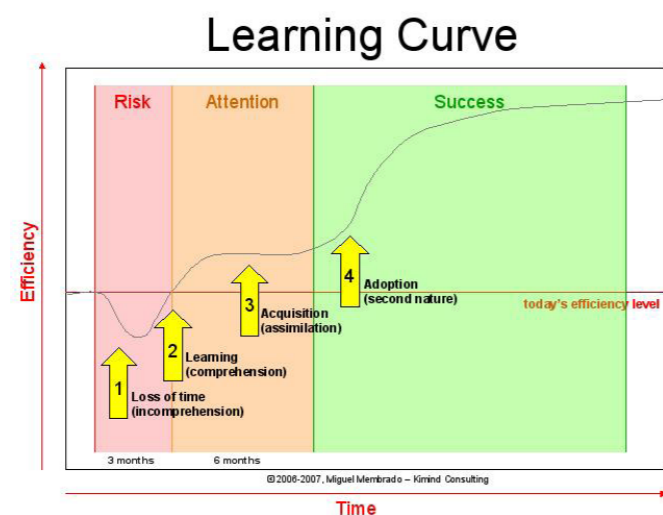 Learning Curve
Risk
Attention
Success
Efficiency
4
Adoption
(second nature)
today's efficiency level
3
Acquisition
(assimilation)
2
Learning
(comprehension)
1
Loss of time
(incomprehension)
3 months
6 months
© 2006-2007, Miguel Membrado – Kimind Consulting
Time